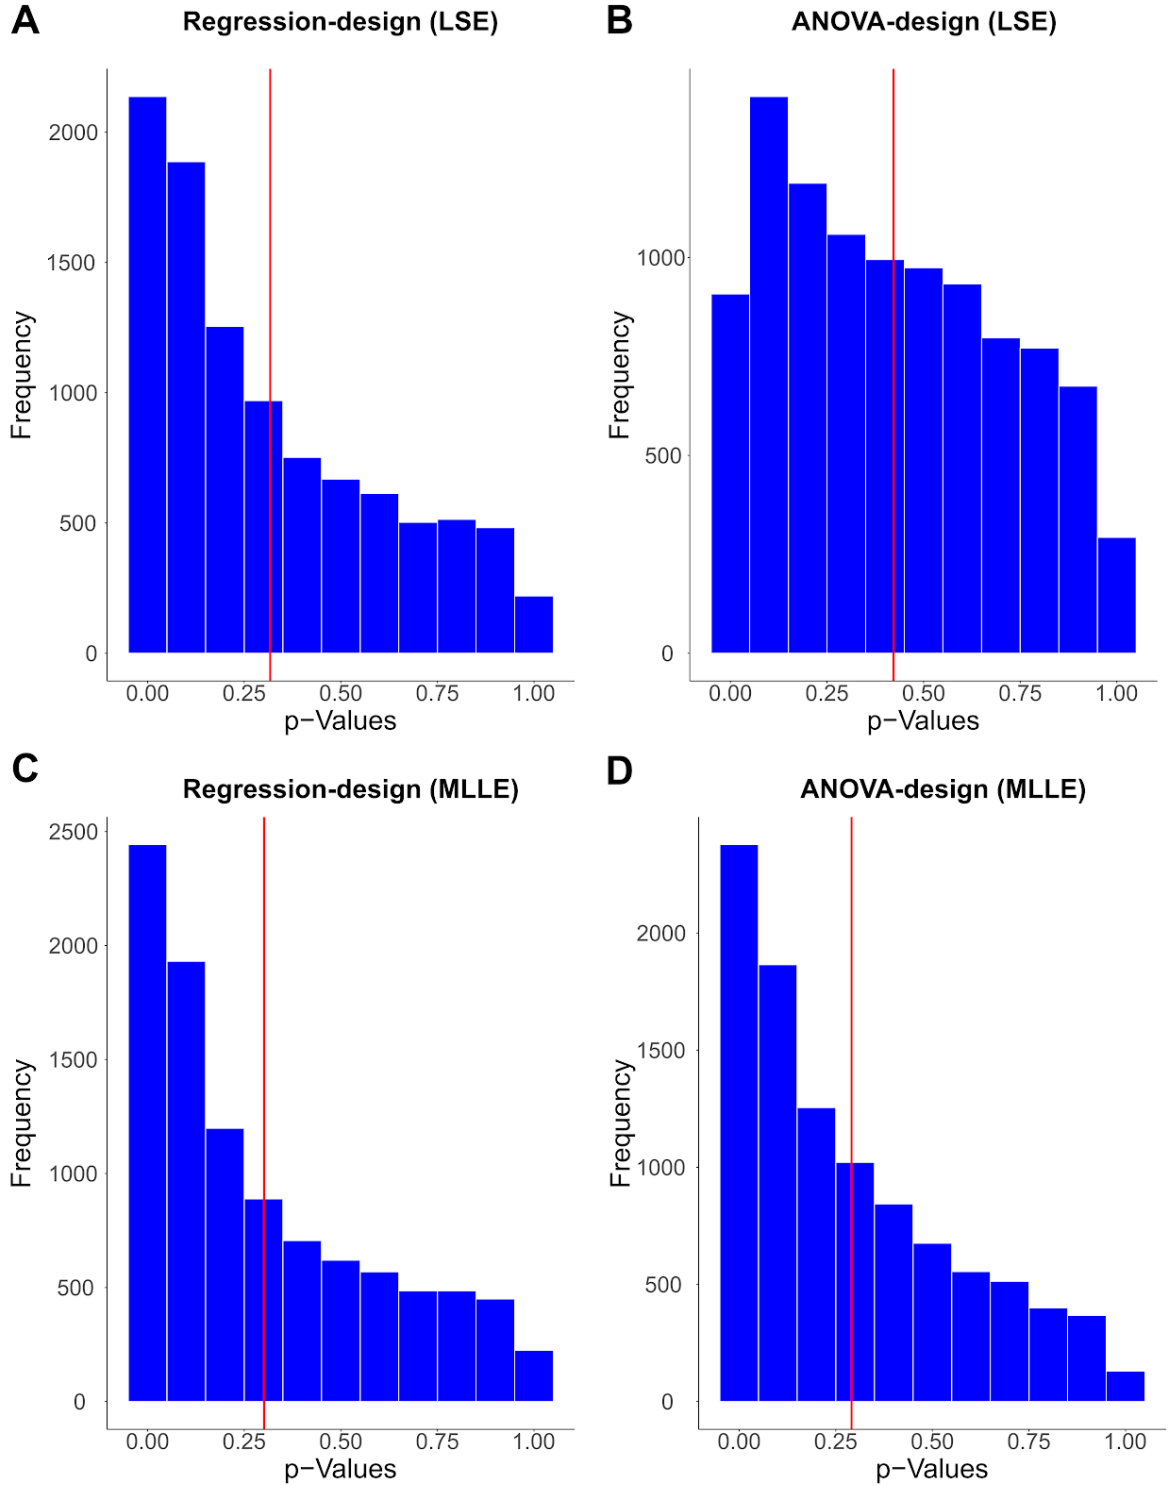 A
Regression-design (LSE)
Frequency
2000
1500
1000
500
0
0.00 0.25 0.50 0.75 1.00
p−Values
B
ANOVA-design (LSE)
Frequency
1000
500
0
0.00 0.25 0.50 0.75 1.00
p−Values
C
Regression-design (MLLE)
Frequency
2500
2000
1500
1000
500
0
0.00 0.25 0.50 0.75 1.00
p−Values
D
ANOVA-design (MLLE)
Frequency
2000
1500
1000
500
0
0.00 0.25 0.50 0.75 1.00
p−Values